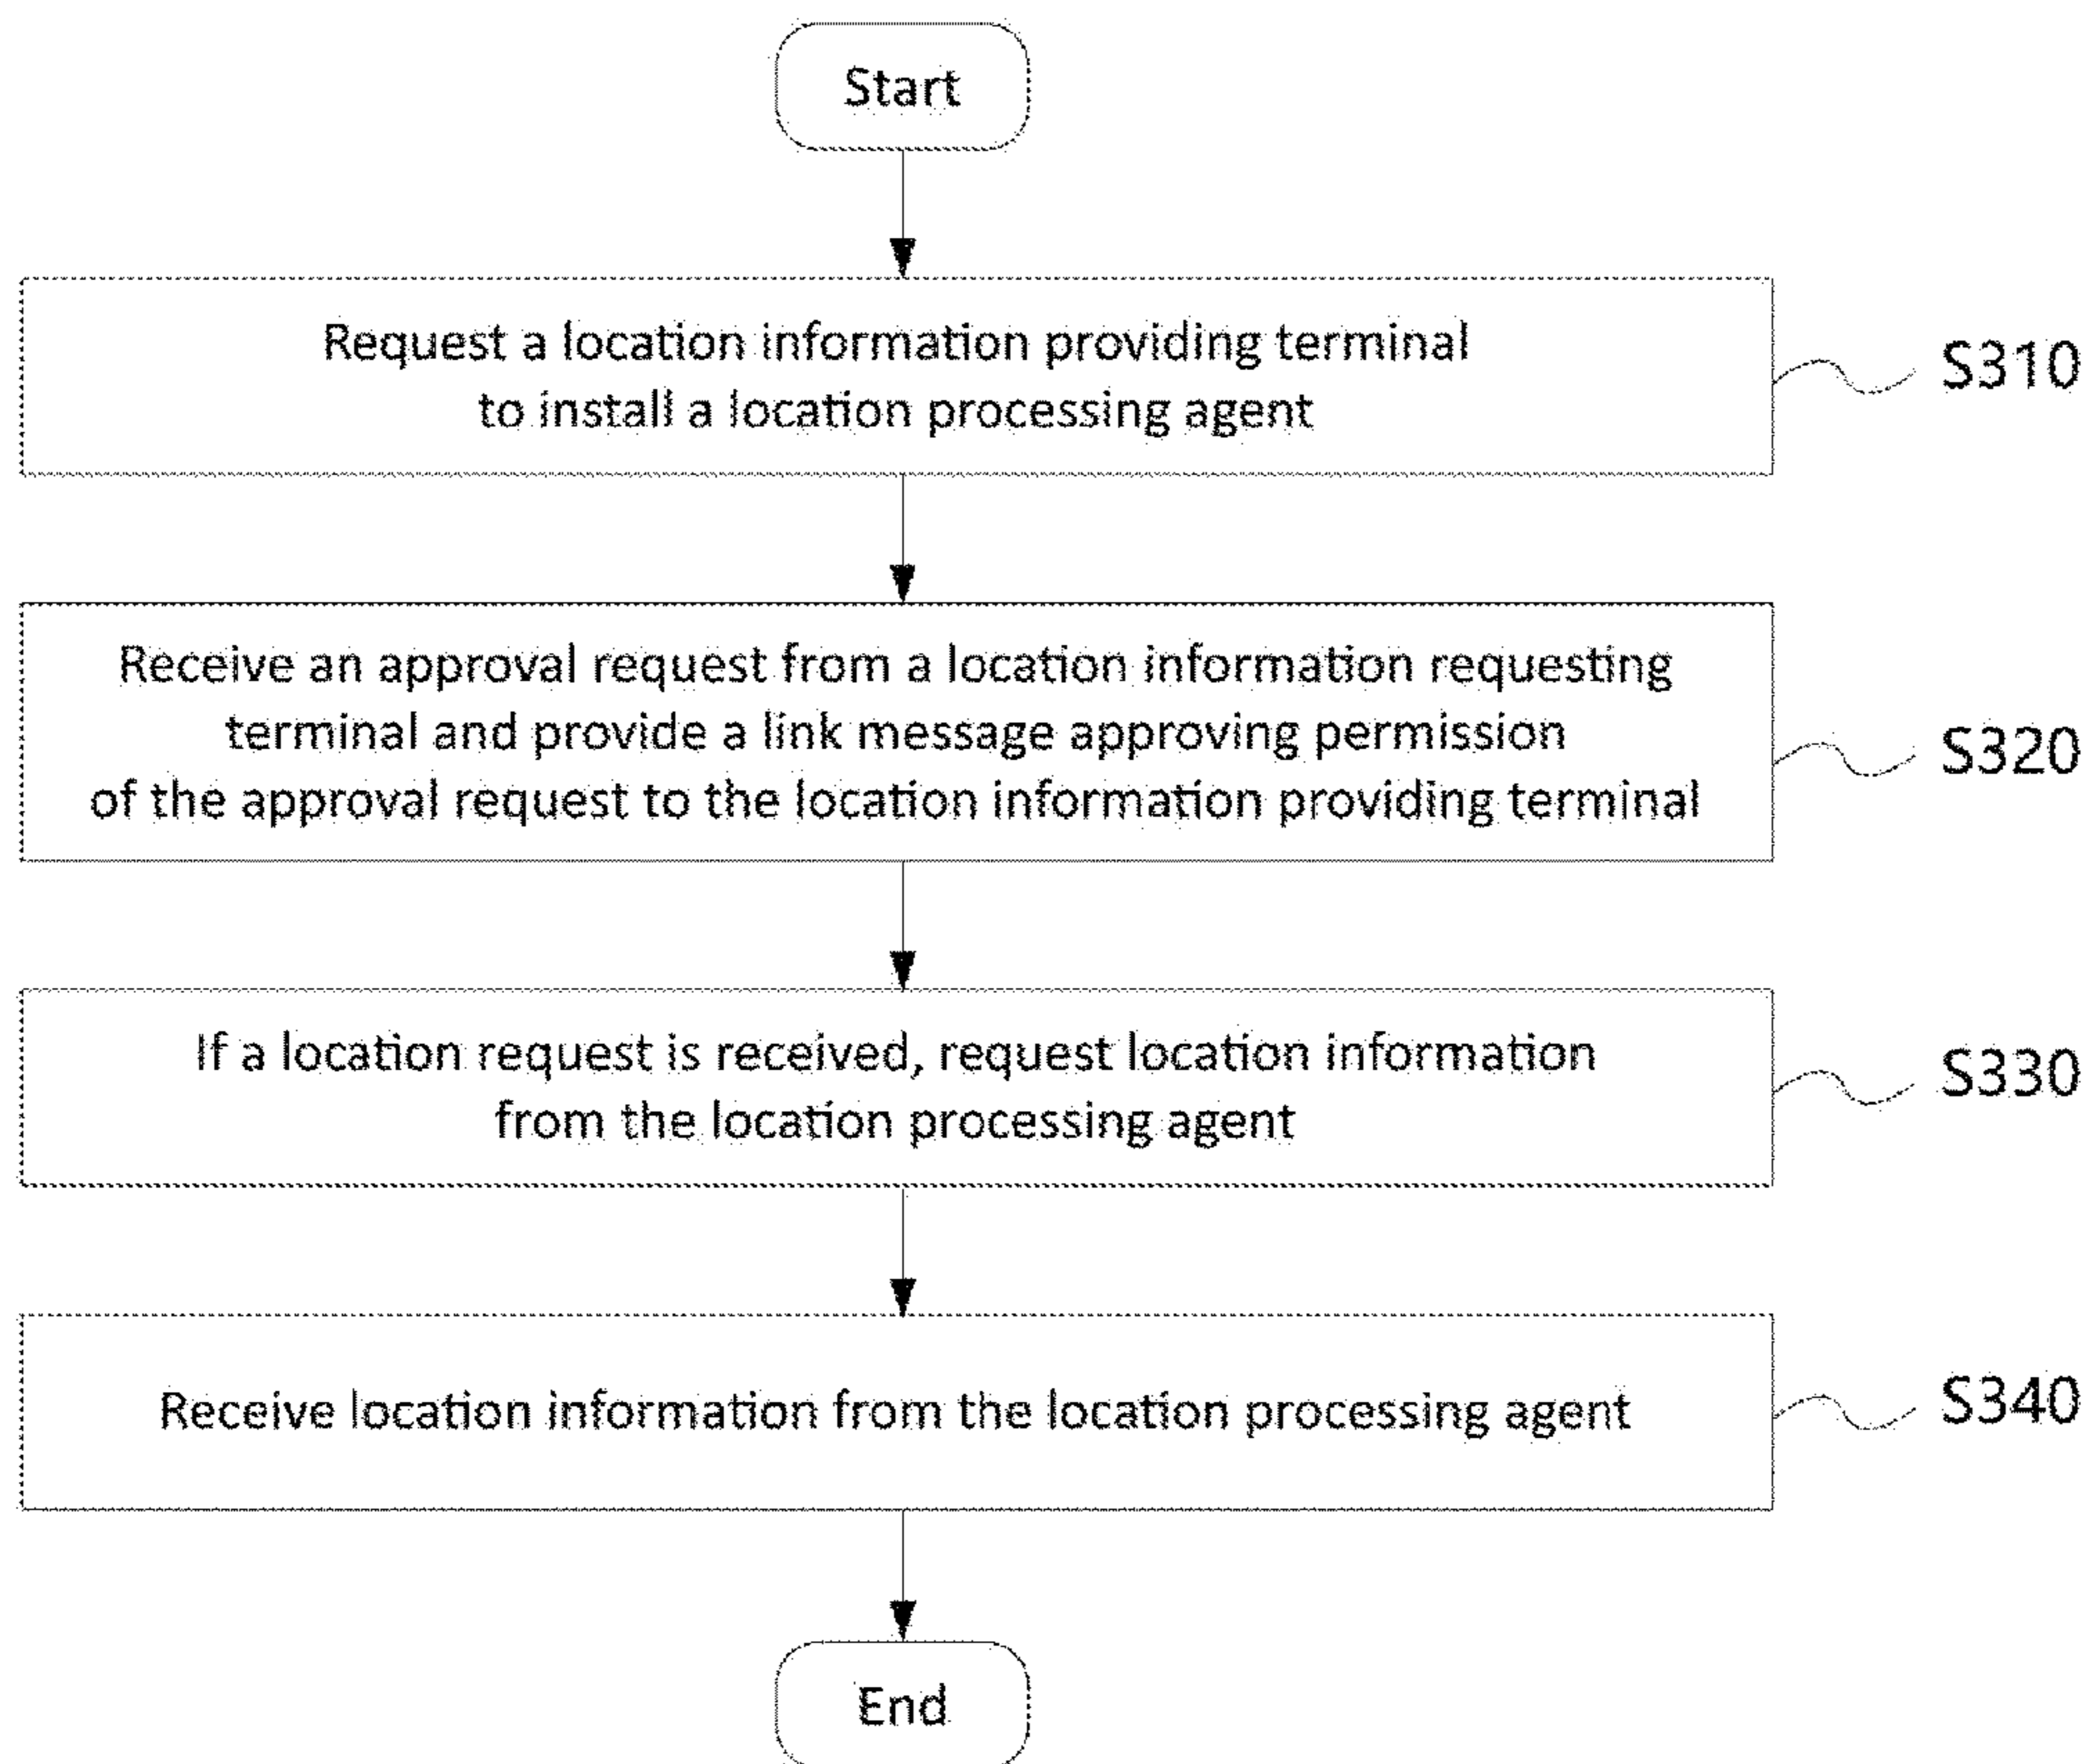 Start
Request a location information providing terminal
to install a location processing agent
S310
Receive an approval request from a location information requesting
terminal and provide a link message approving permission
of the approval request to the location information providing terminal
S320
If a location request is received, request location information
from the location processing agent
S330
Receive location information from the location processing agent
S340
End